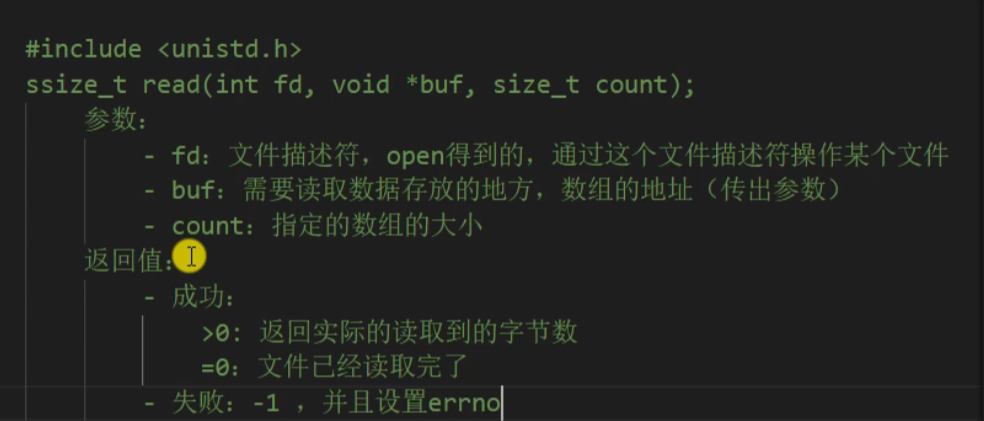 #include <unistd.h>
ssize_t read(int fd, void *buf, size_t count);
参数：
- fd：文件描述符，open得到的，通过这个文件描述符操作某个文件
- buf：需要读取数据存放的地方，数组的地址（传出参数）
- count：指定的数组的大小
返回值：
- 成功：
>0: 返回实际的读取到的字节数
=0：文件已经读取完了
- 失败：-1 ，并且设置errno